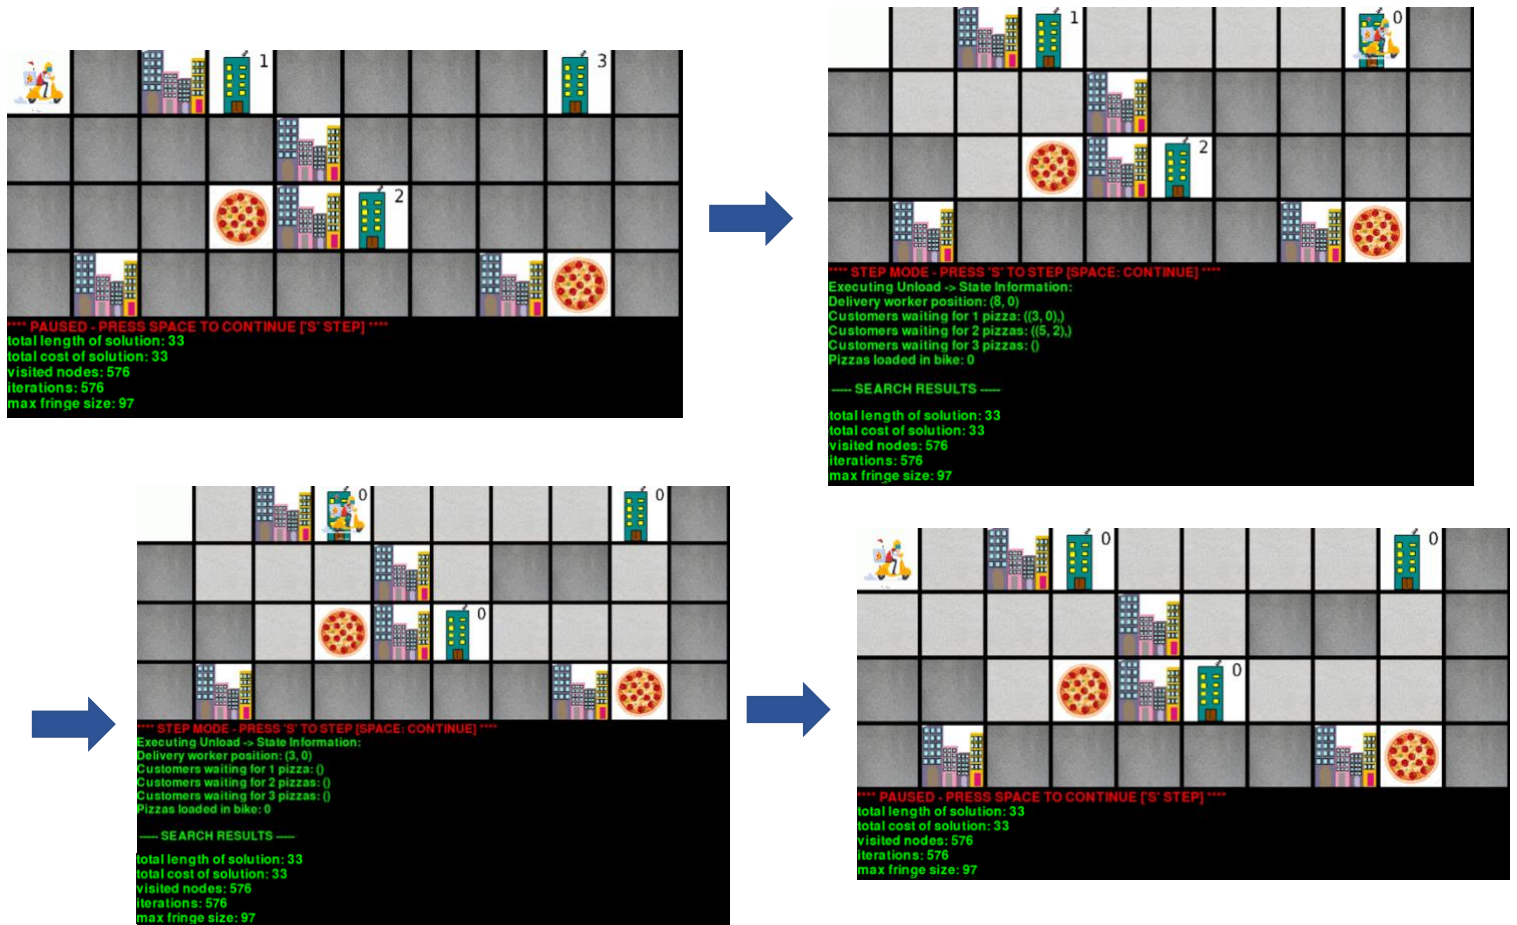 1
3
2
**** PAUSED - PRESS SPACE TO CONTINUE ['S' STEP] ****
total length of solution: 33
total cost of solution: 33
visited nodes: 576
iterations: 576
max fringe size: 97
1
0
2
**** STEP MODE - PRESS 'S' TO STEP [SPACE: CONTINUE] ****
Executing Unload -> State Information:
Delivery worker position: (8, 0)
Customers waiting for 1 pizza: ((3, 0),)
Customers waiting for 2 pizzas: ((5, 2),)
Customers waiting for 3 pizzas: ()
Pizzas loaded in bike: 0
----- SEARCH RESULTS -----
total length of solution: 33
total cost of solution: 33
visited nodes: 576
iterations: 576
max fringe size: 97
0
0
0
**** STEP MODE - PRESS 'S' TO STEP [SPACE: CONTINUE] ****
Executing Unload -> State Information:
Delivery worker position: (3, 0)
Customers waiting for 1 pizza: ()
Customers waiting for 2 pizzas: ()
Customers waiting for 3 pizzas: ()
Pizzas loaded in bike: 0
----- SEARCH RESULTS -----
total length of solution: 33
total cost of solution: 33
visited nodes: 576
iterations: 576
max fringe size: 97
0
0
0
**** PAUSED - PRESS SPACE TO CONTINUE ['S' STEP] ****
total length of solution: 33
total cost of solution: 33
visited nodes: 576
iterations: 576
max fringe size: 97